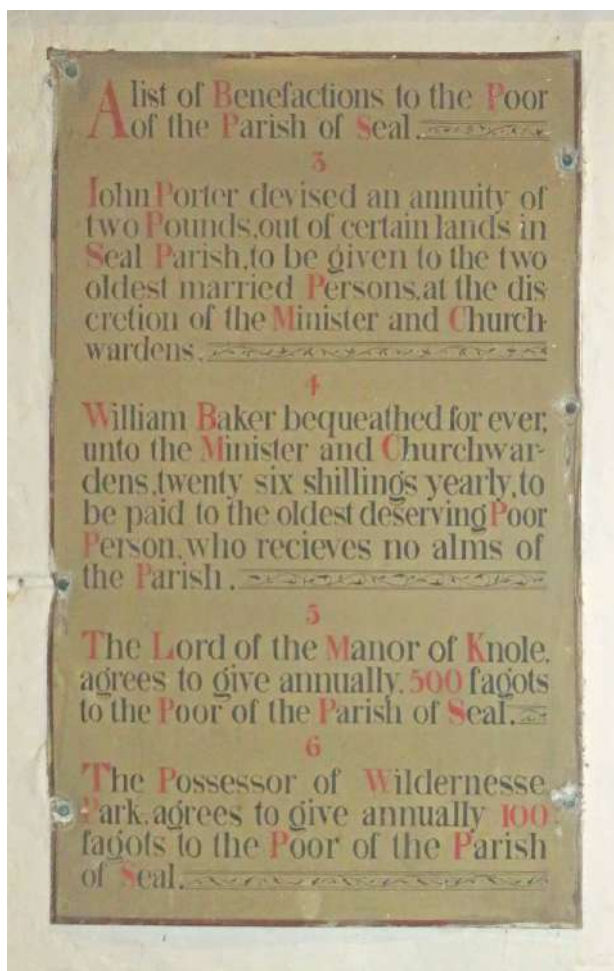 A list of Benefactions to the Poor
of the Parish of Seal.
3
John Porter devised an annuity of
two Pounds, out of certain lands in
Seal Parish, to be given to the two
oldest married Persons, at the dis
cretion of the Minister and Church-
wardens.
4
William Baker bequeathed for ever,
unto the Minister and Churchwar-
dens, twenty six shillings yearly, to
be paid to the oldest deserving Poor
Person, who recieves no alms of
the Parish.
5
The Lord of the Manor of Knole,
agrees to give annually, 500 fagots
to the Poor of the Parish of Seal.
6
The Possessor of Wildernesse
Park, agrees to give annually 100
fagots to the Poor of the Parish
of Seal.